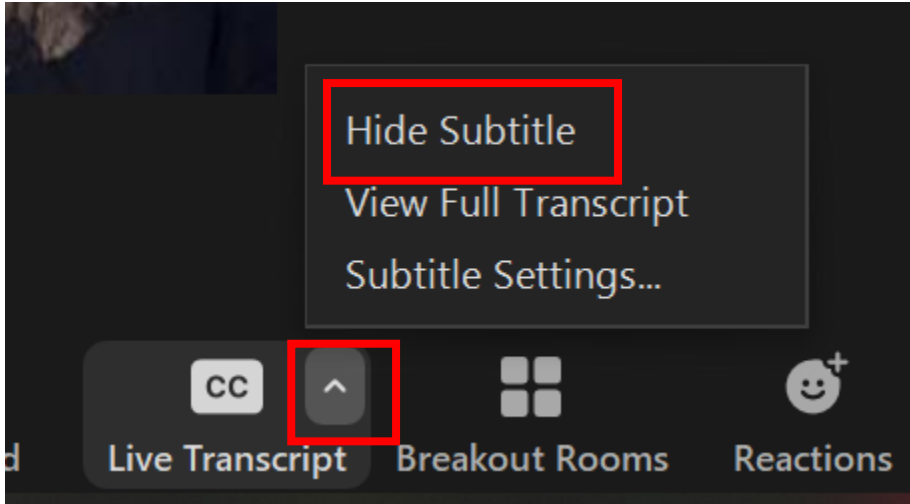 Hide Subtitle
View Full Transcript
Subtitle Settings...
CC
d Live Transcript Breakout Rooms Reactions